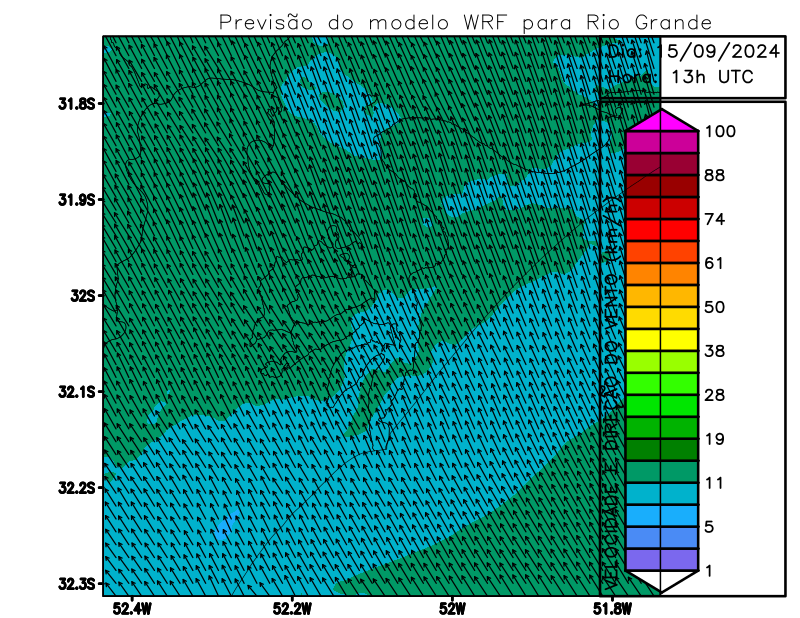 Previsão do modelo WRF para Rio Grande
Dia: 15/09/2024
Hora: 13h UTC
31.8S
31.9S
32S
32.1S
32.2S
32.3S
52.4W
52.2W
52W
51.8W
VELOCIDADE E DIREÇÃO DO VENTO (km/h)
100
88
74
61
50
38
28
19
11
5
1